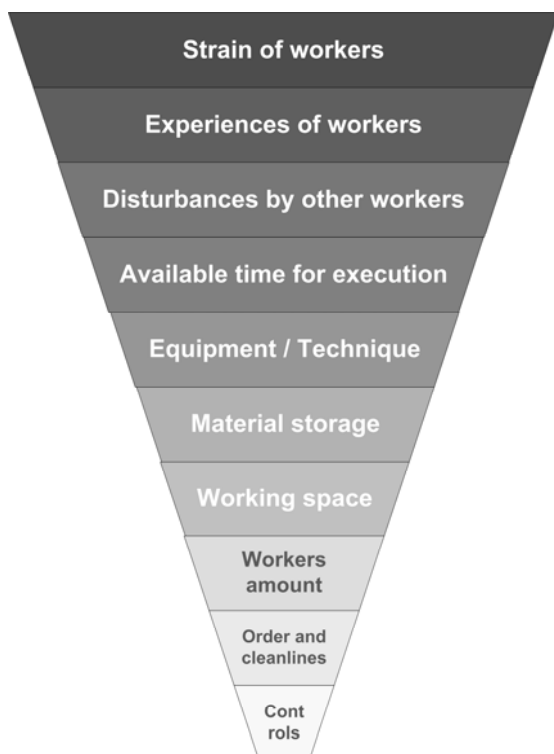 Strain of workers
Experiences of workers
Disturbances by other workers
Available time for execution
Equipment / Technique
Material storage
Working space
Workers
amount
Order and
cleanlines
Cont
rols